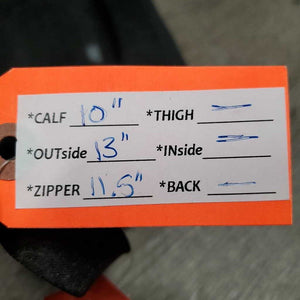 *CALF 10" *THIGH —
*OUTside 13" *INside =
*ZIPPER 11.5" *BACK —